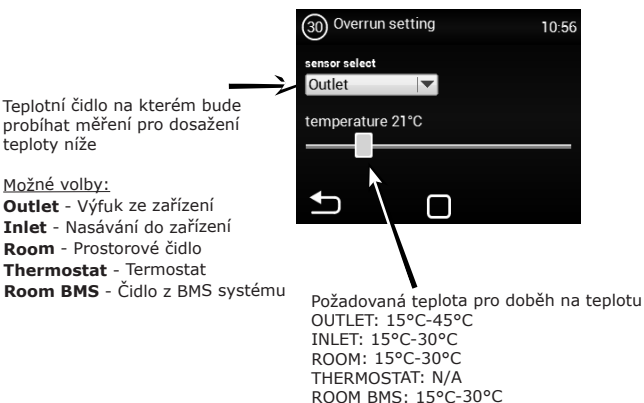 30 Overrun setting 10:56
sensor select
Outlet
temperature 21°C
Teplotní čidlo na kterém bude
probíhat měření pro dosažení
teploty níže
Možné volby:
Outlet - Výfuk ze zařízení
Inlet - Nasávání do zařízení
Room - Prostorové čidlo
Thermostat - Termostat
Room BMS - Čidlo z BMS systému
Požadovaná teplota pro doběh na teplotu
OUTLET: 15°C-45°C
INLET: 15°C-30°C
ROOM: 15°C-30°C
THERMOSTAT: N/A
ROOM BMS: 15°C-30°C